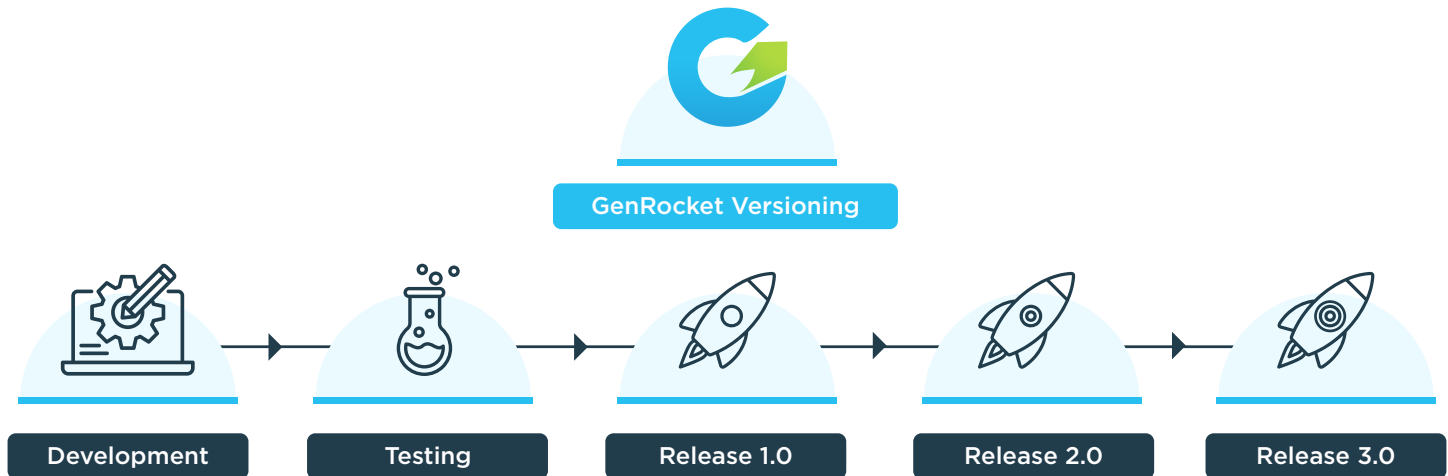 GenRocket Versioning
Development
Testing
Release 1.0
Release 2.0
Release 3.0